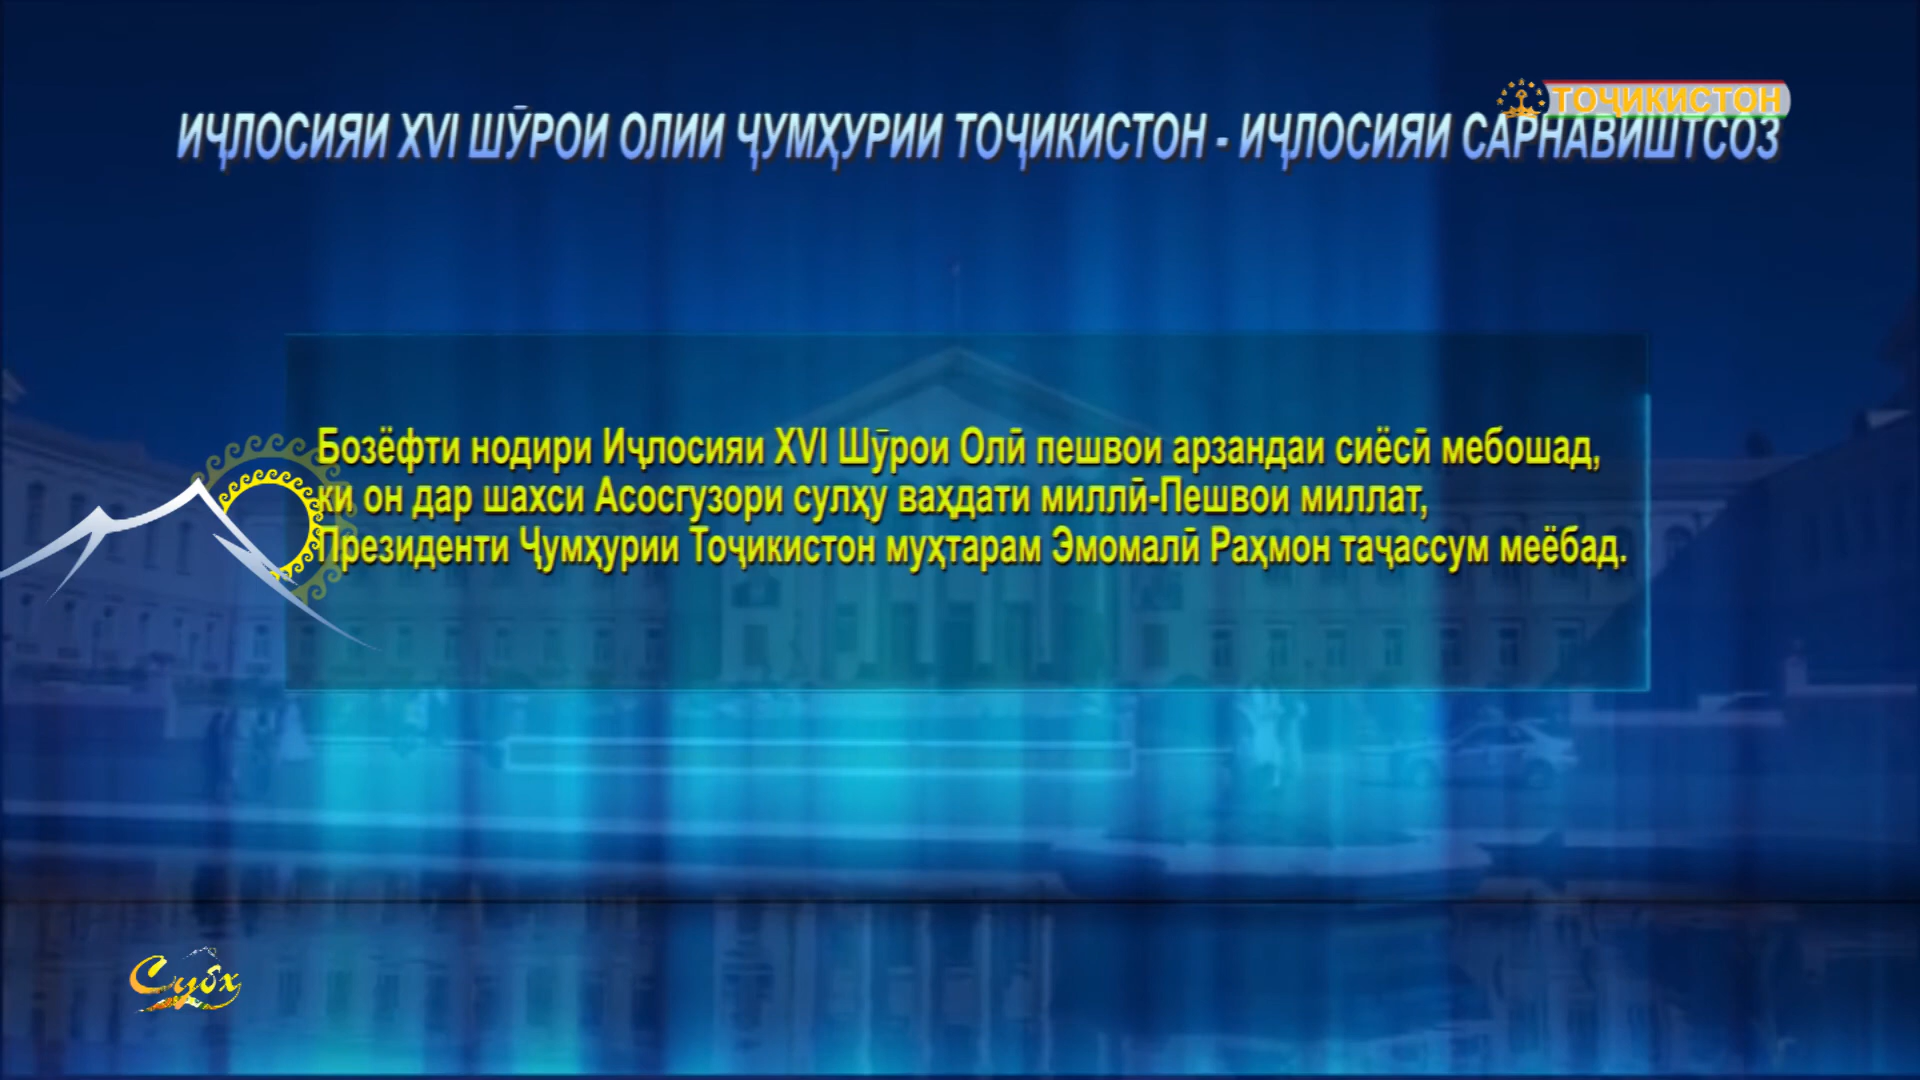 ТОҶИКИСТОН
ИҶЛОСИЯИ XVI ШӮРОИ ОЛИИ ҶУМҲУРИИ ТОҶИКИСТОН - ИҶЛОСИЯИ САРНАВИШТСОЗ
Бозёфти нодири Иҷлосияи XVI Шӯрои Олӣ пешвои арзандаи сиёсӣ мебошад,
ки он дар шахси Асосгузори сулҳу ваҳдати миллӣ-Пешвои миллат,
Президенти Ҷумҳурии Тоҷикистон муҳтарам Эмомалӣ Раҳмон таҷассум меёбад.
Субҳ